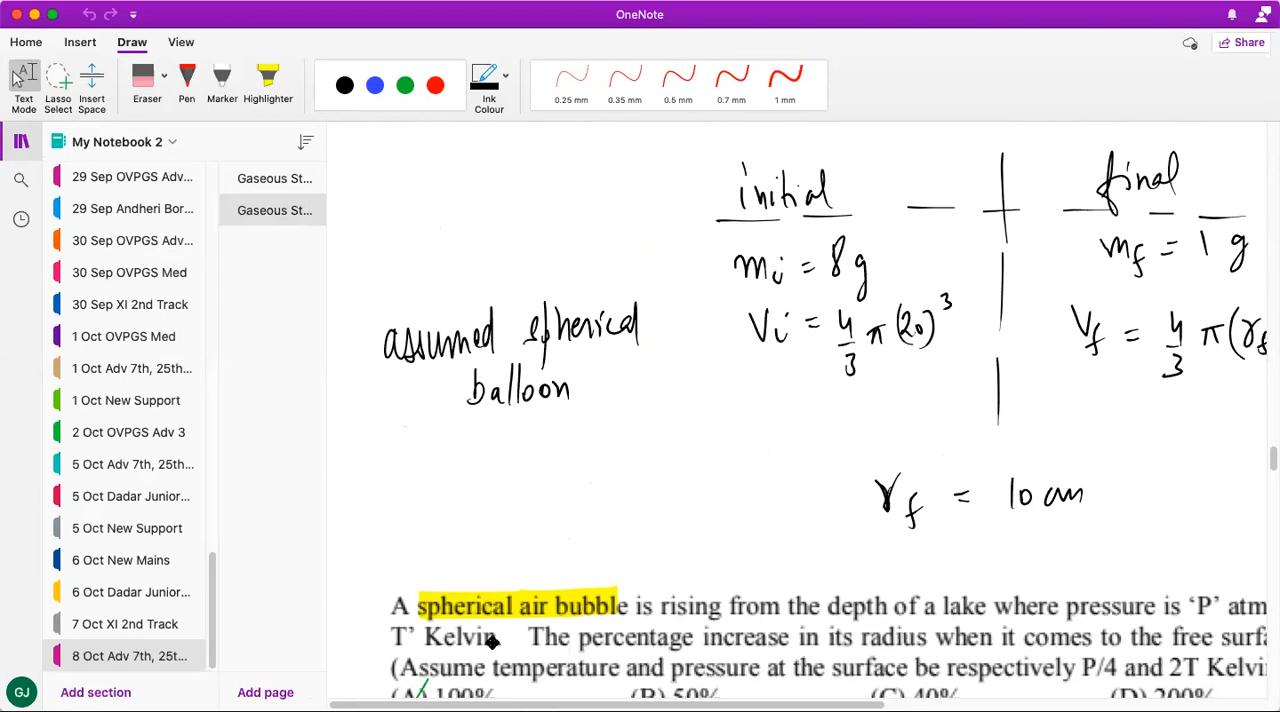 OneNote
Home Insert Draw View
Share
Text Mode
Lasso Select
Insert Space
Eraser
Pen
Marker
Highlighter
Ink Colour
0.25 mm 0.35 mm 0.5 mm 0.7 mm 1 mm
My Notebook 2
29 Sep OVPGS Adv...
29 Sep Andheri Bor...
30 Sep OVPGS Adv...
30 Sep OVPGS Med
30 Sep XI 2nd Track
1 Oct OVPGS Med
1 Oct Adv 7th, 25th...
1 Oct New Support
2 Oct OVPGS Adv 3
5 Oct Adv 7th, 25th...
5 Oct Dadar Junior...
5 Oct New Support
6 Oct New Mains
6 Oct Dadar Junior...
7 Oct XI 2nd Track
8 Oct Adv 7th, 25t...
GJ
Add section
Gaseous St...
Gaseous St...
Add page
initial
final
mi = 8g
mf = 1 g
assumed spherical
balloon
Vi = 4/3 π (20)^3
Vf = 4/3 π (rf
rf = 10 cm
A spherical air bubble is rising from the depth of a lake where pressure is ‘P’ atm
T’ Kelvin. The percentage increase in its radius when it comes to the free surfa
(Assume temperature and pressure at the surface be respectively P/4 and 2T Kelvi
(A) 100% (B) 50% (C) 40% (D) 200%